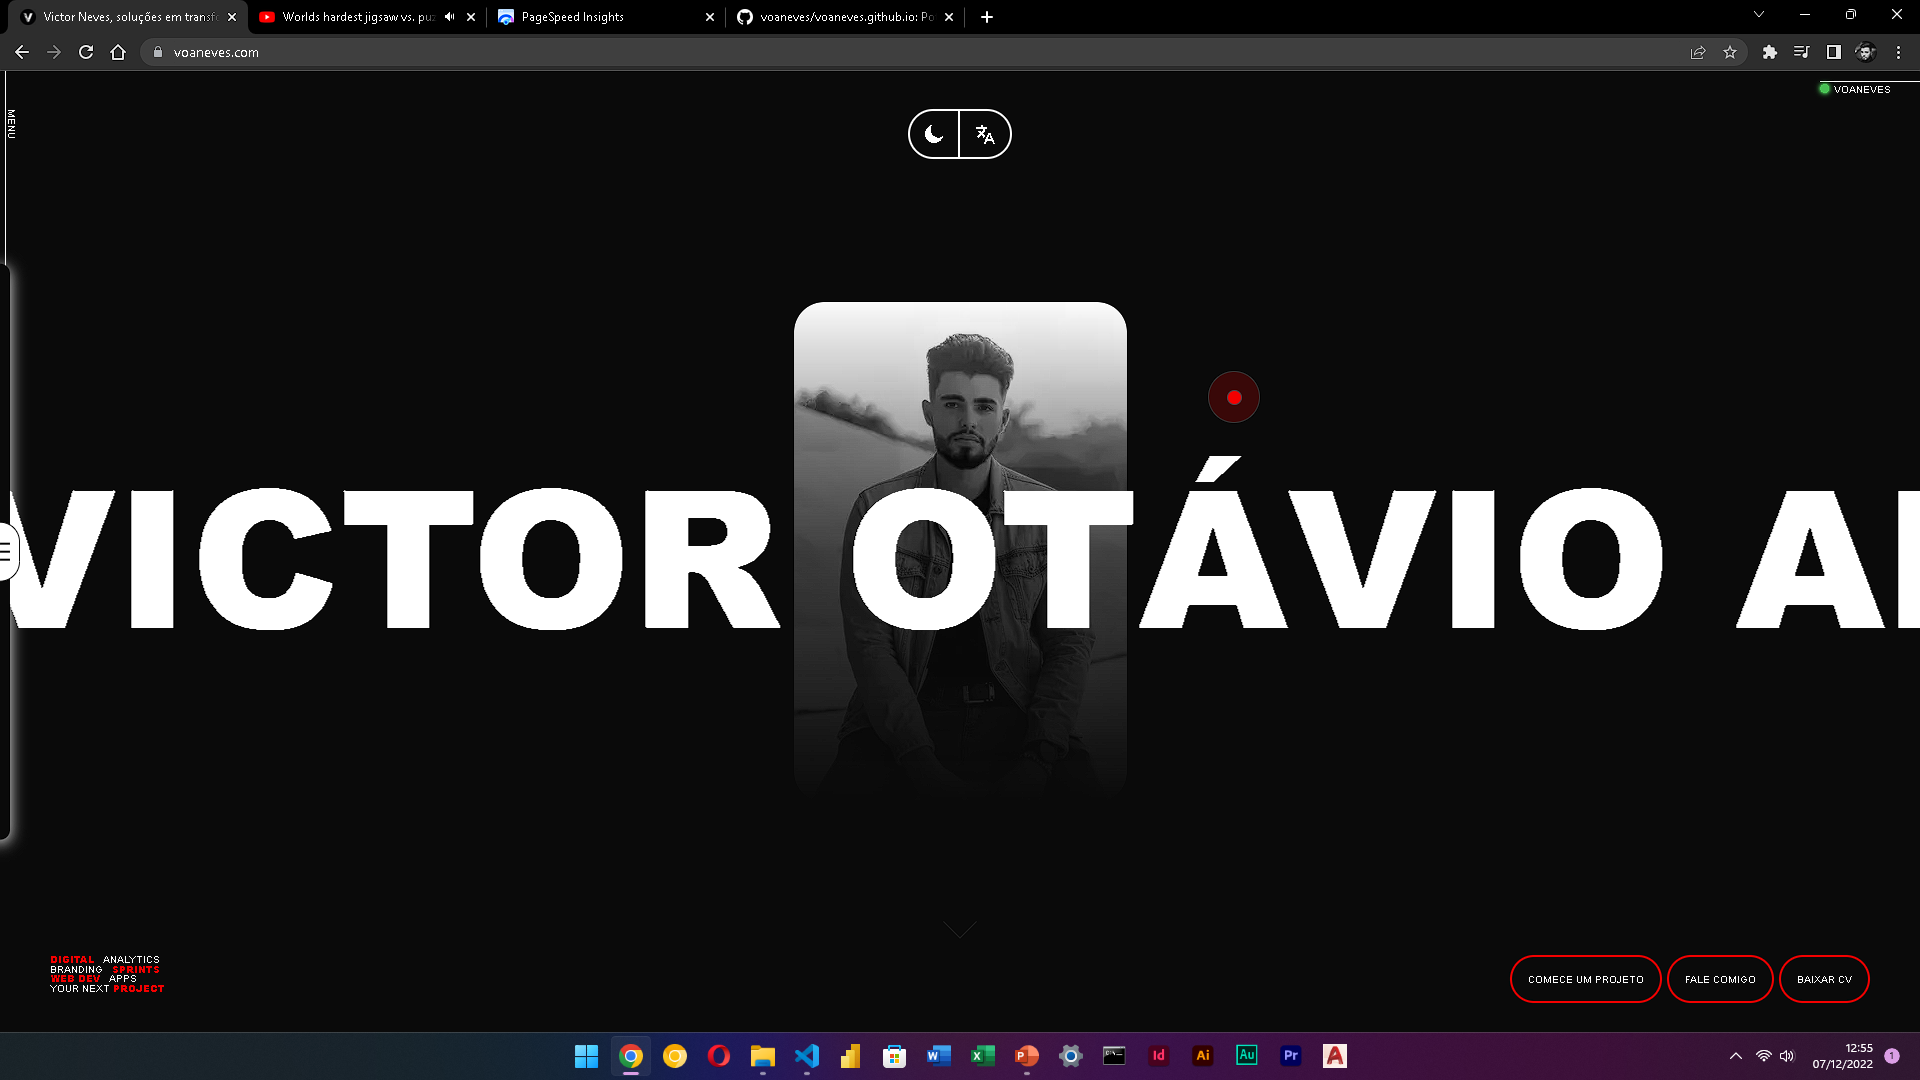 Victor Neves, soluções em transf
Worlds hardest jigsaw vs. puz
PageSpeed Insights
voaneves/voaneves.github.io: Po
voaneves.com
MENU
VOANEVES
VICTOR OTÁVIO
DIGITAL ANALYTICS
BRANDING SPRINTS
WEB DEV APPS
YOUR NEXT PROJECT
COMECE UM PROJETO
FALE COMIGO
BAIXAR CV
12:55
07/12/2022
1